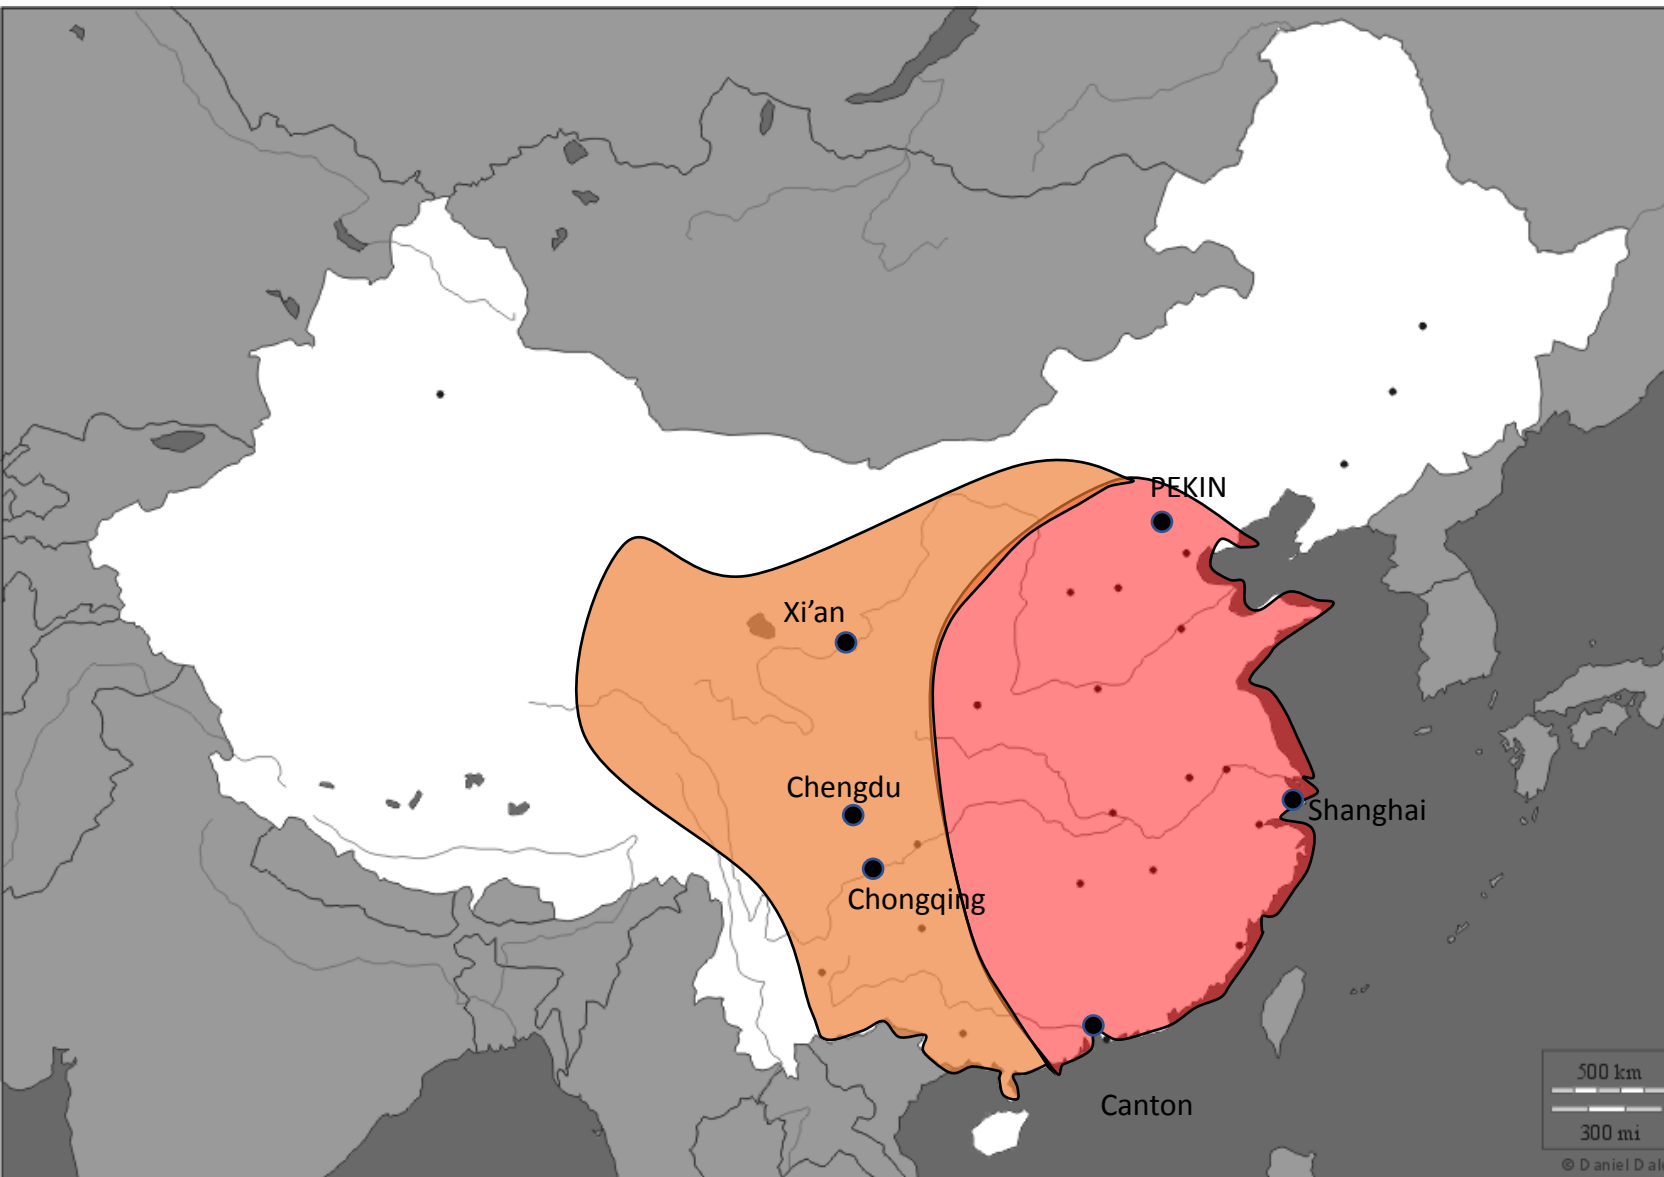 PEKIN
Xi’an
Chengdu
Shanghai
Chongqing
Canton
500 km
300 mi
© Daniel Dal